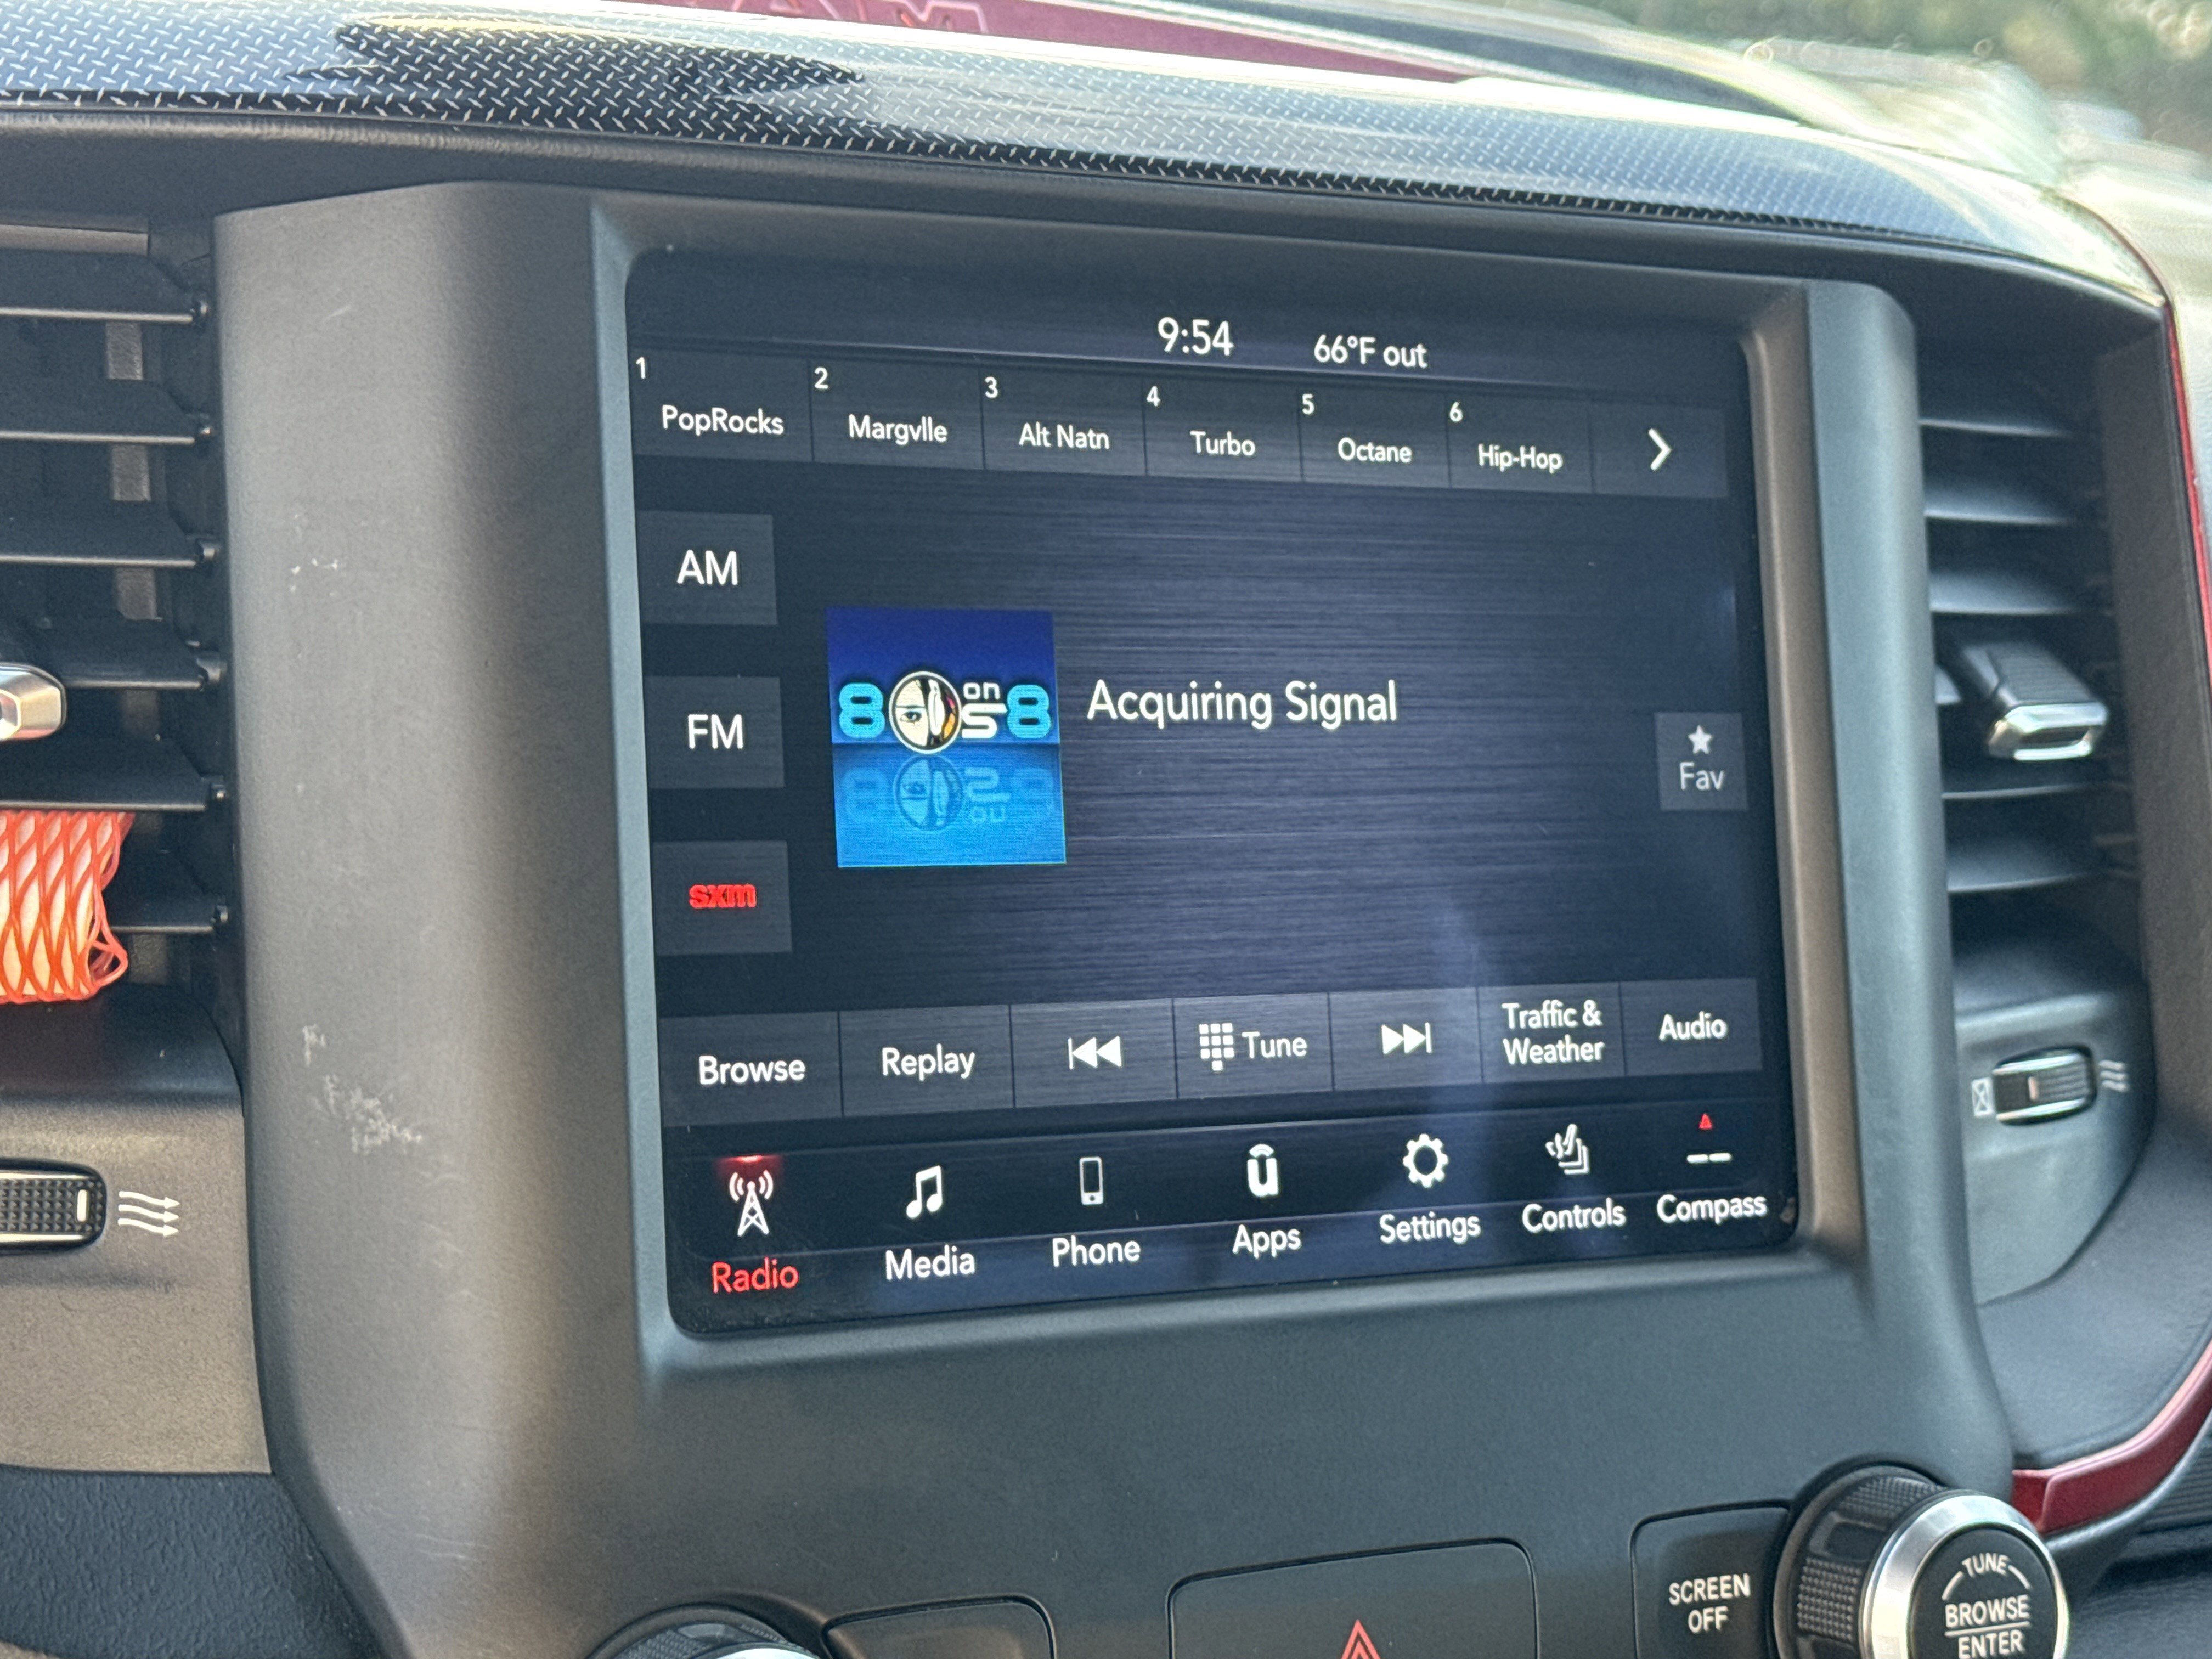 9:54 66°F out
1 2 3 4 5 6
PopRocks Margvlle Alt Natn Turbo Octane Hip-Hop
AM
80s on 8
Acquiring Signal
FM
Fav
sxm
Browse Replay Tune Traffic & Weather Audio
Radio Media Phone Apps Settings Controls Compass
SCREEN
OFF
TUNE
BROWSE
ENTER